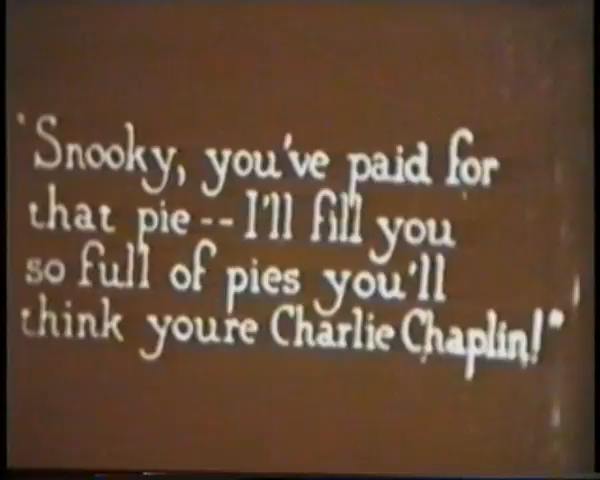 "Snooky, you've paid for
that pie -- I'll fill you
so full of pies you'll
think youre Charlie Chaplin!"